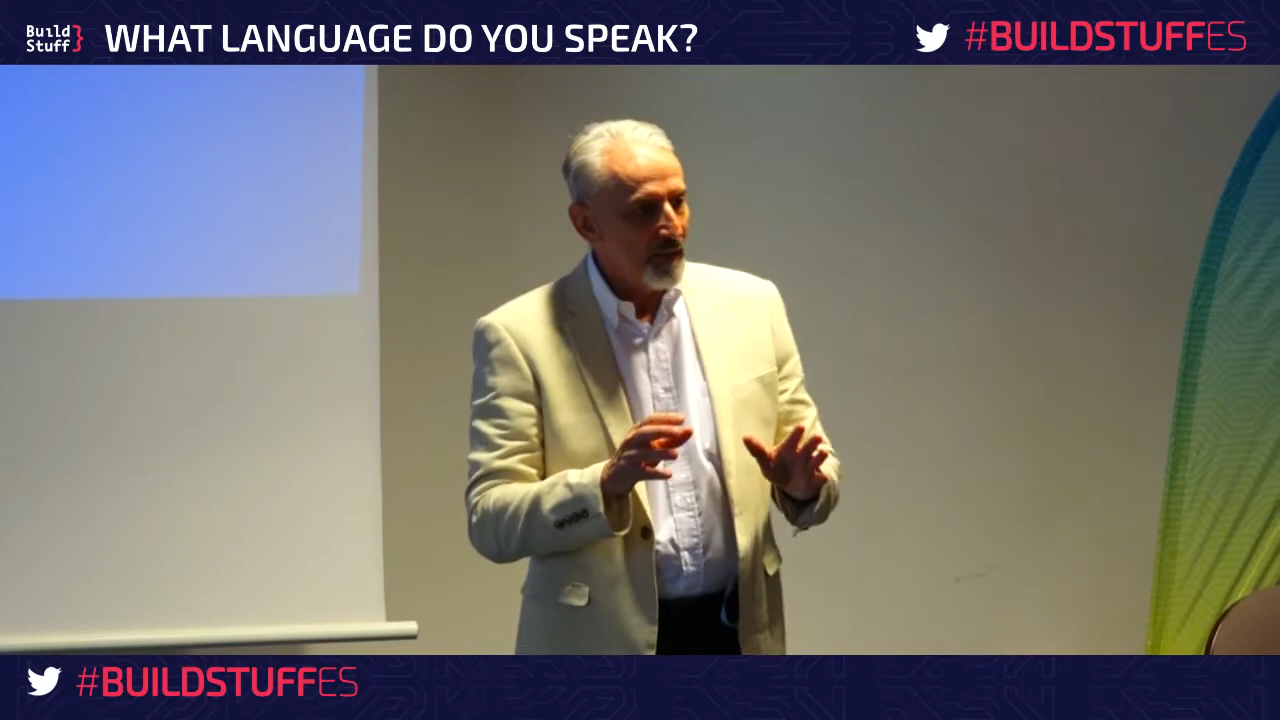 Build
Stuff}
WHAT LANGUAGE DO YOU SPEAK?
#BUILDSTUFFES
#BUILDSTUFFES